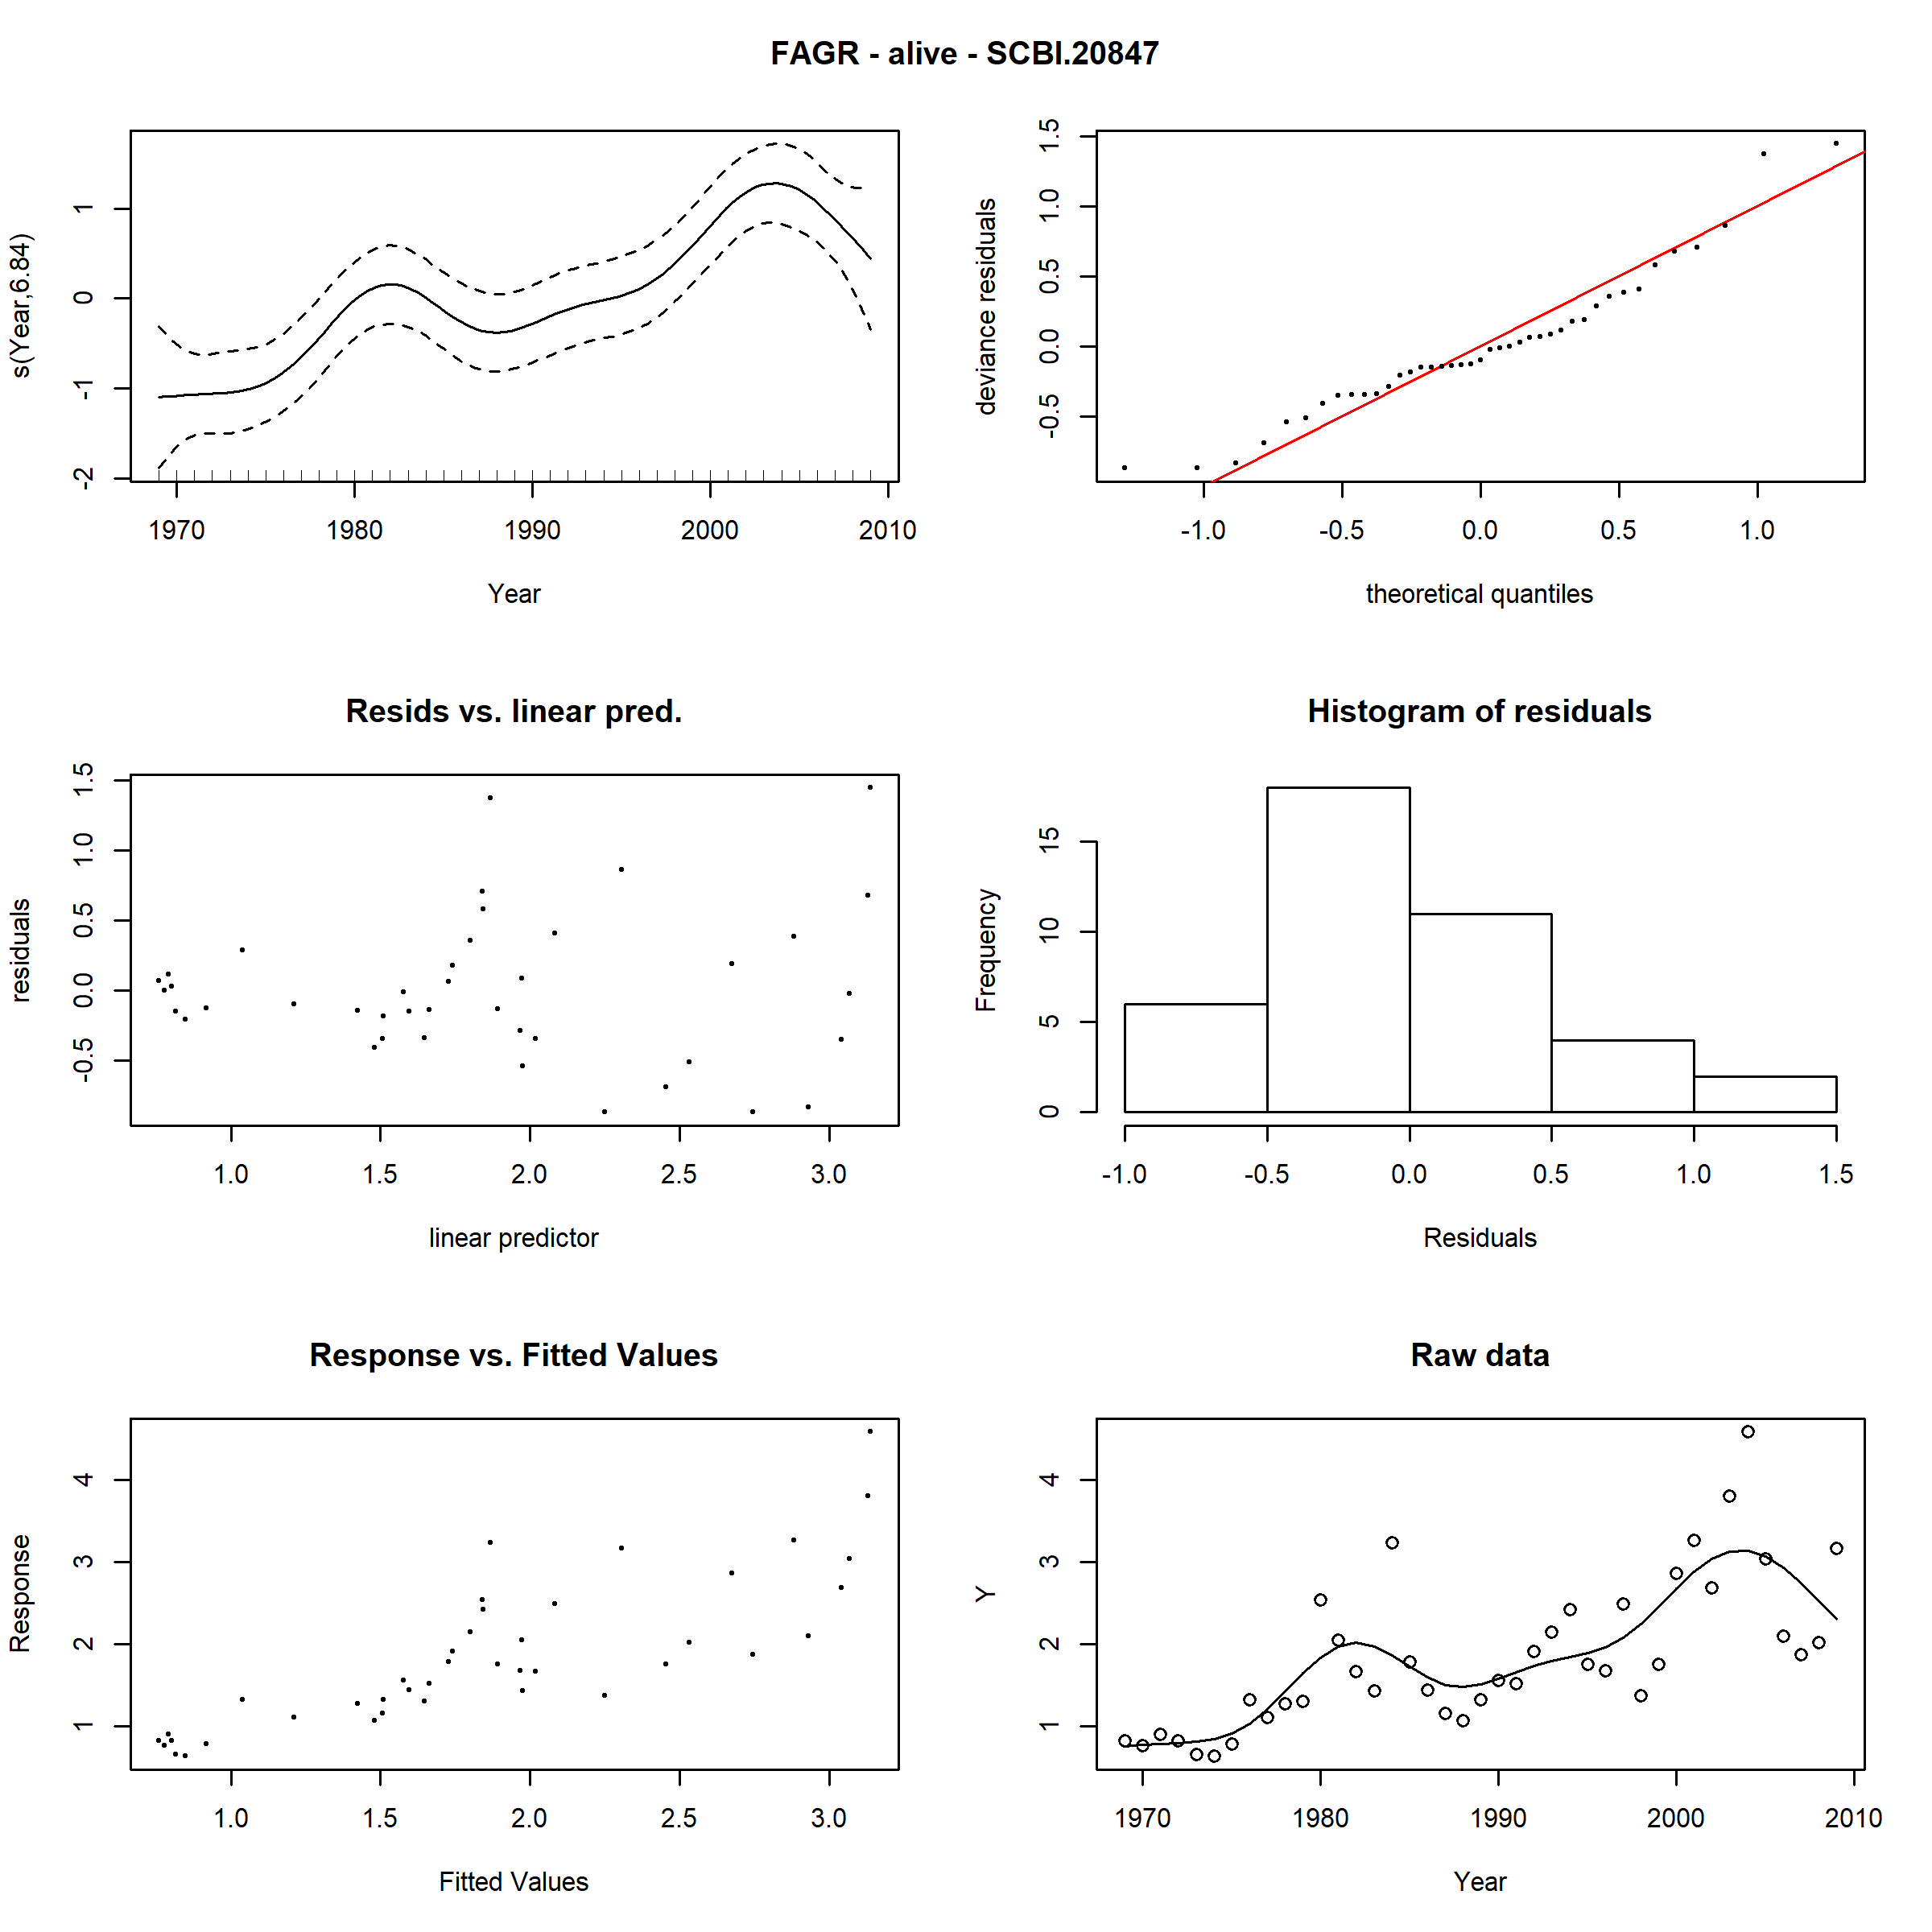 FAGR - alive - SCBI.20847
s(Year,6.84)
-2 -1 0 1
1970 1980 1990 2000 2010
Year
deviance residuals
-0.5 0.0 0.5 1.0 1.5
-1.0 -0.5 0.0 0.5 1.0
theoretical quantiles
Resids vs. linear pred.
residuals
-0.5 0.0 0.5 1.0 1.5
1.0 1.5 2.0 2.5 3.0
linear predictor
Histogram of residuals
Frequency
0 5 10 15
-1.0 -0.5 0.0 0.5 1.0 1.5
Residuals
Response vs. Fitted Values
Response
1 2 3 4
1.0 1.5 2.0 2.5 3.0
Fitted Values
Raw data
Y
1 2 3 4
1970 1980 1990 2000 2010
Year